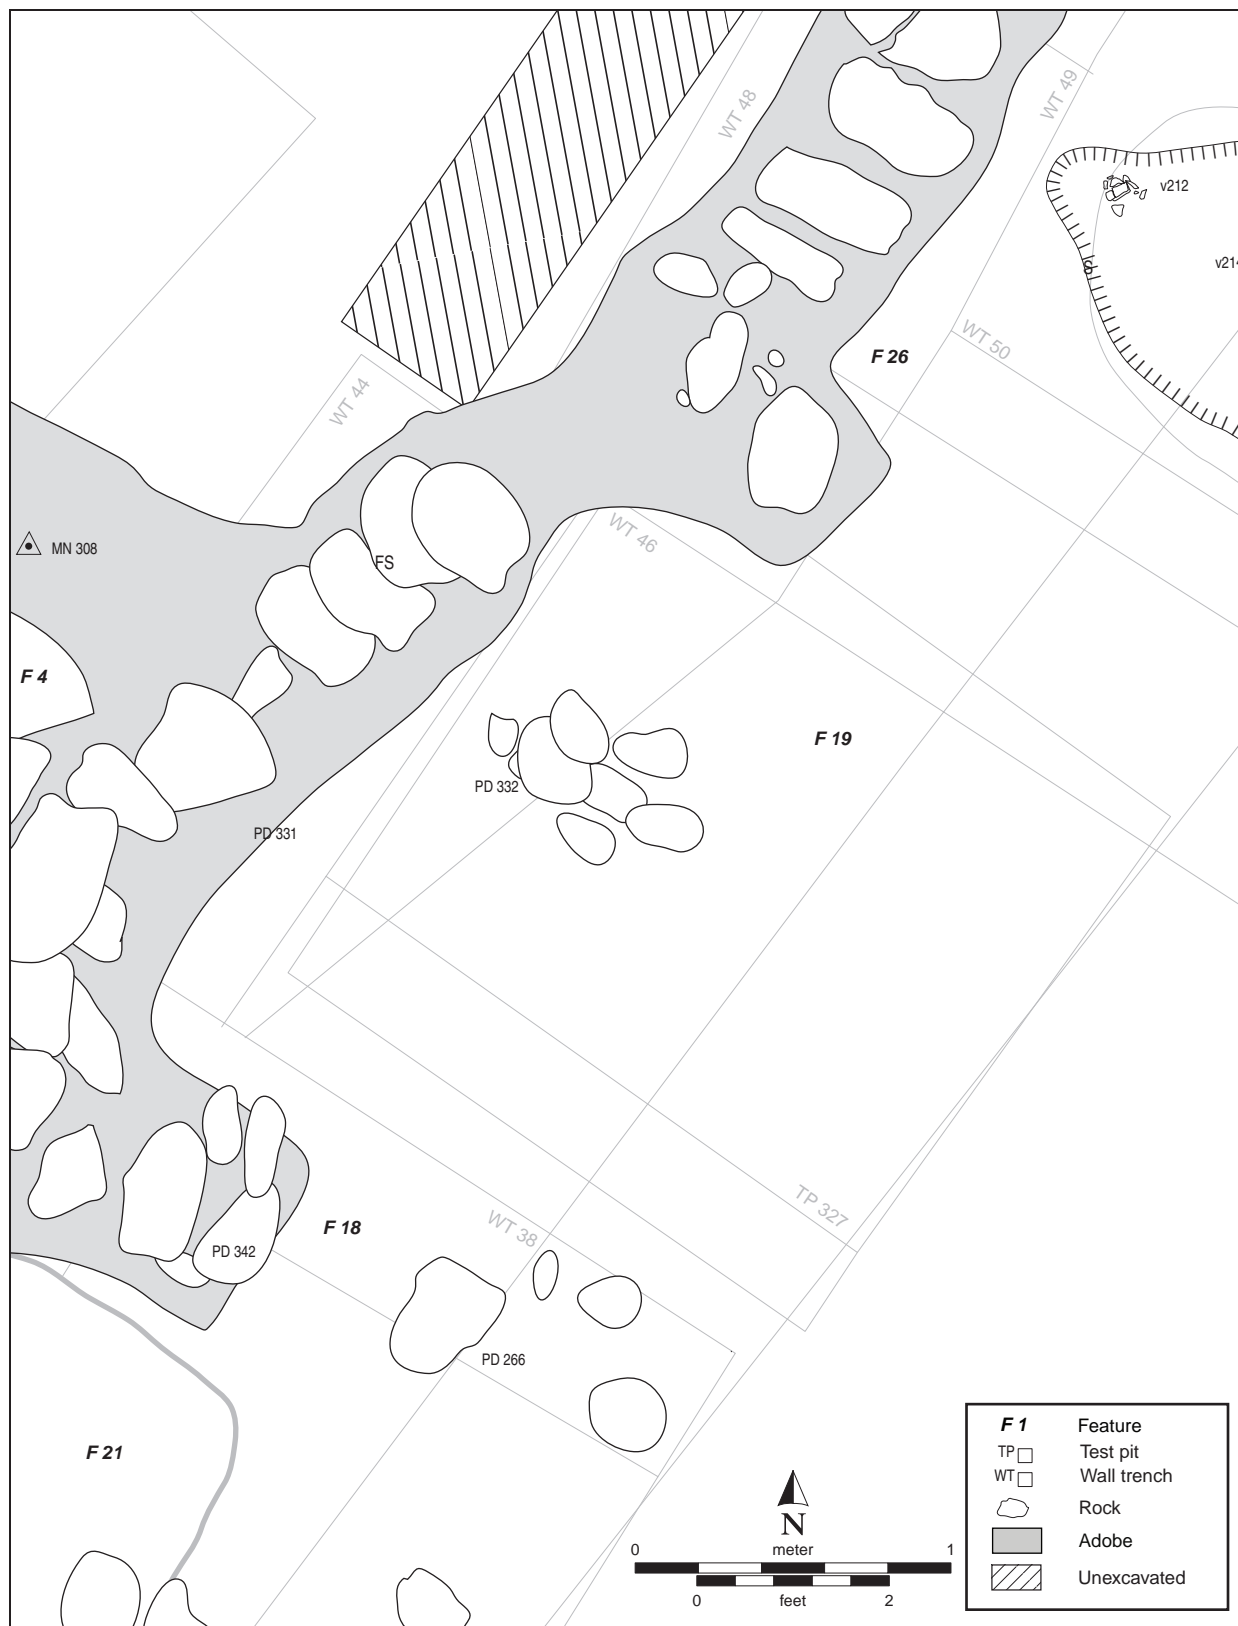 WT 48
WT 49
v212
v214
F 26
WT 50
WT 44
MN 308
WT 46
FS
F 4
F 19
PD 332
PD 331
WT 38
TP 327
F 18
PD 342
PD 266
F 21
F 1 Feature
TP Test pit
WT Wall trench
Rock
Adobe
Unexcavated
N
0 meter 1
0 feet 2